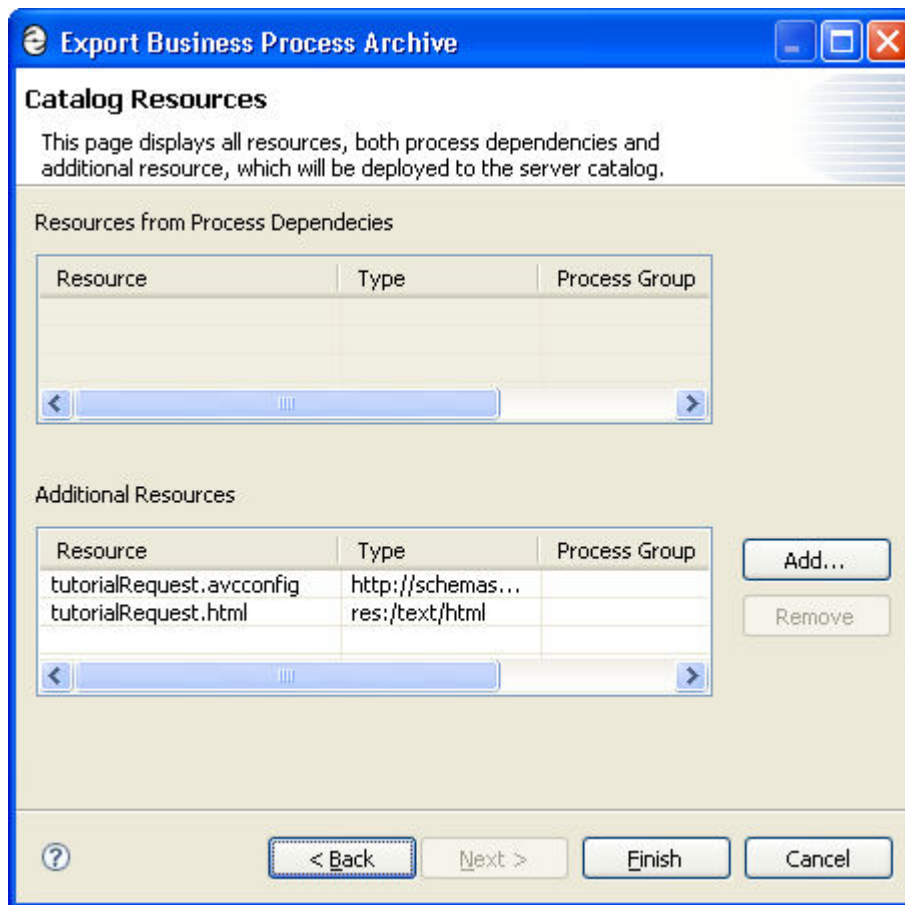 Export Business Process Archive
Catalog Resources
This page displays all resources, both process dependencies and
additional resource, which will be deployed to the server catalog.
Resources from Process Dependecies
Resource Type Process Group
Additional Resources
Resource Type Process Group
tutorialRequest.avcconfig http://schemas...
tutorialRequest.html res:/text/html
Add...
Remove
? < Back Next > Finish Cancel